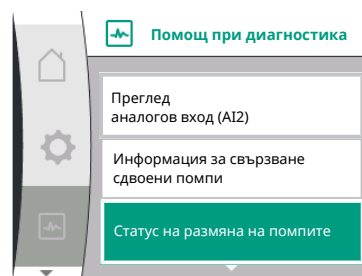 Помощ при диагностика
Преглед
аналогов вход (AI2)
Информация за свързване
сдвоени помпи
Статус на размяна на помпите